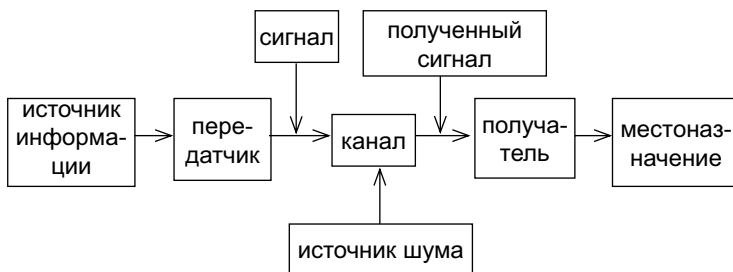 сигнал
полученный
сигнал
источник
информа-
ции
пере-
датчик
канал
получа-
тель
местоназ-
начение
источник шума